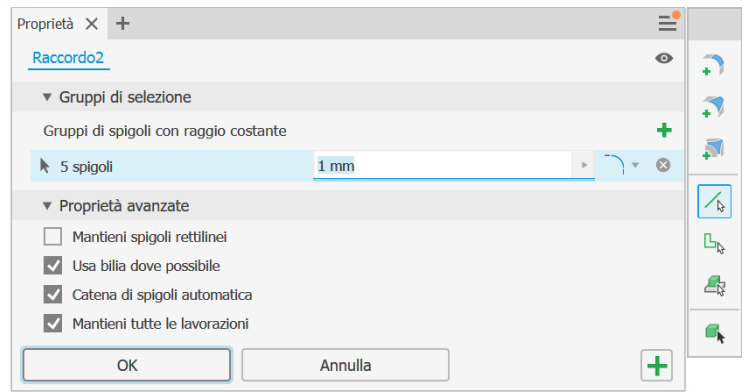 Proprietà
Raccordo2
Gruppi di selezione
Gruppi di spigoli con raggio costante
5 spigoli 1 mm
Proprietà avanzate
Mantieni spigoli rettilinei
Usa bilia dove possibile
Catena di spigoli automatica
Mantieni tutte le lavorazioni
OK Annulla